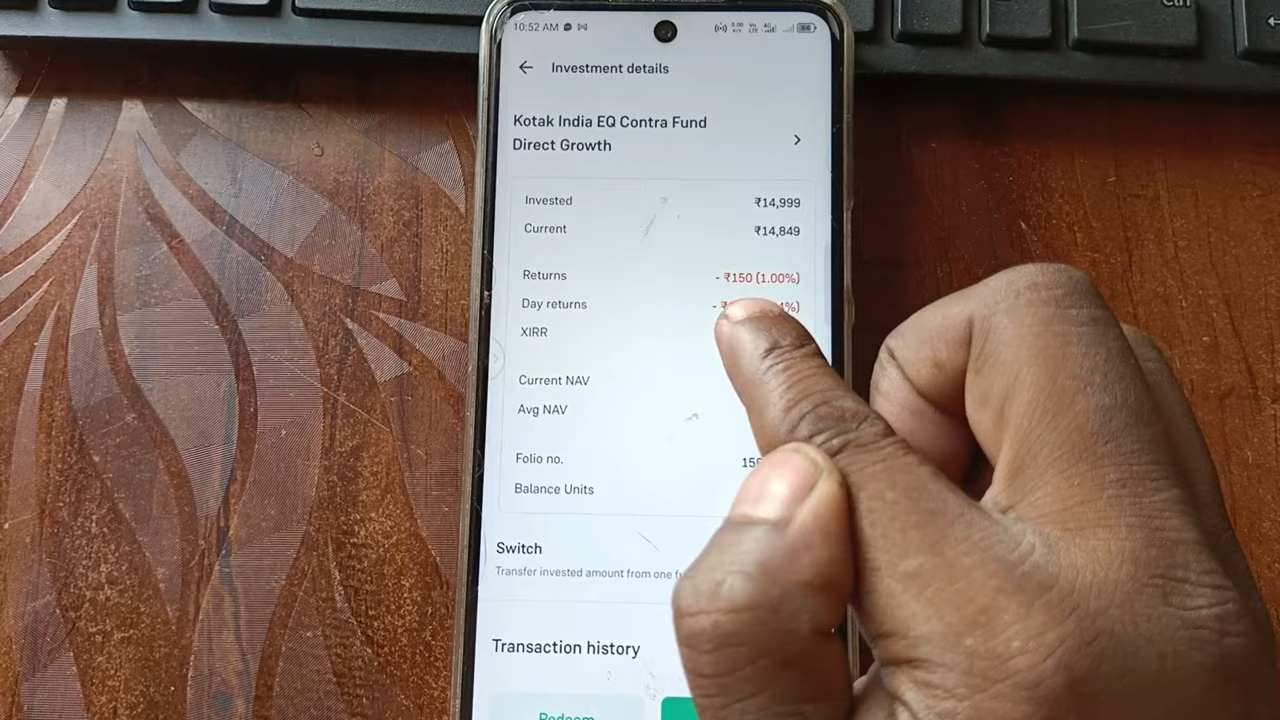 10:52 AM
Investment details
Kotak India EQ Contra Fund
Direct Growth
Invested ₹14,999
Current ₹14,849
Returns - ₹150 (1.00%)
Day returns
XIRR
Current NAV
Avg NAV
Folio no.
Balance Units
Switch
Transfer invested amount from one
Transaction history
Redeem
Ctrl